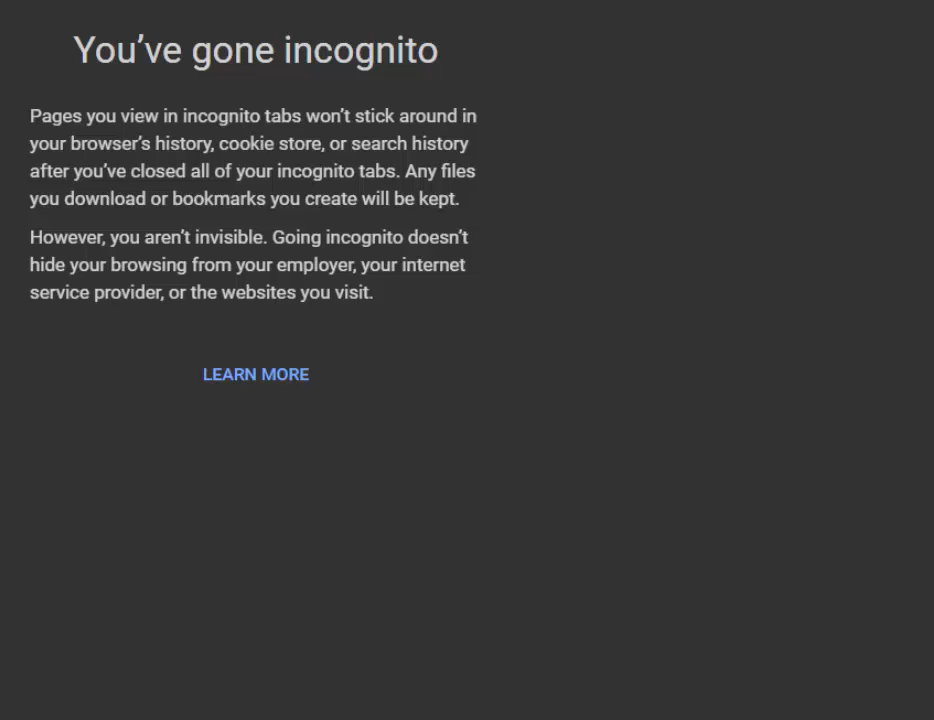 You’ve gone incognito
Pages you view in incognito tabs won’t stick around in
your browser’s history, cookie store, or search history
after you’ve closed all of your incognito tabs. Any files
you download or bookmarks you create will be kept.
However, you aren’t invisible. Going incognito doesn’t
hide your browsing from your employer, your internet
service provider, or the websites you visit.
LEARN MORE